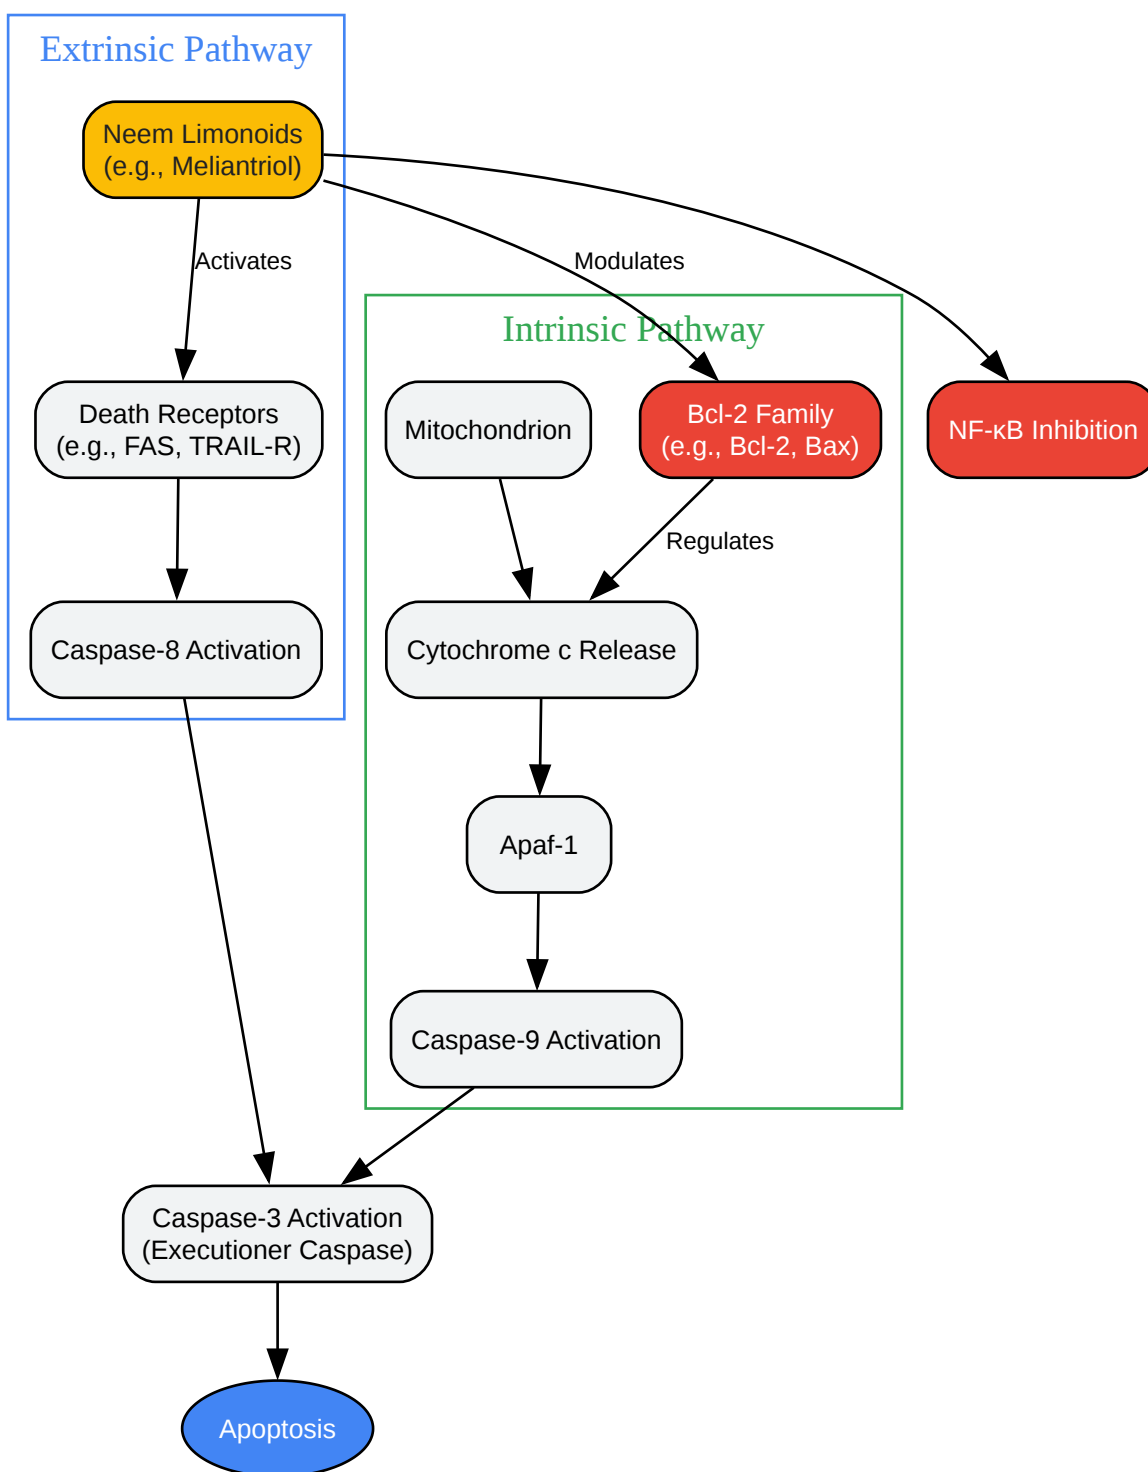 Extrinsic Pathway
Neem Limonoids
(e.g., Meliantriol)
Activates
Modulates
Intrinsic Pathway
Death Receptors
(e.g., FAS, TRAIL-R)
Mitochondrion
Bcl-2 Family
(e.g., Bcl-2, Bax)
NF-κB Inhibition
Regulates
Caspase-8 Activation
Cytochrome c Release
Apaf-1
Caspase-9 Activation
Caspase-3 Activation
(Executioner Caspase)
Apoptosis